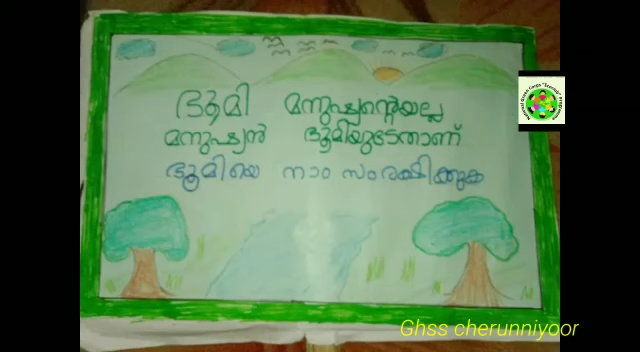 ഭൂമി മനുഷ്യന്റെയല്ല
മനുഷ്യൻ ഭൂമിയുടേതാണ്
ഭൂമിയെ നാം സംരക്ഷിക്കുക
Ghss cherunniyoor